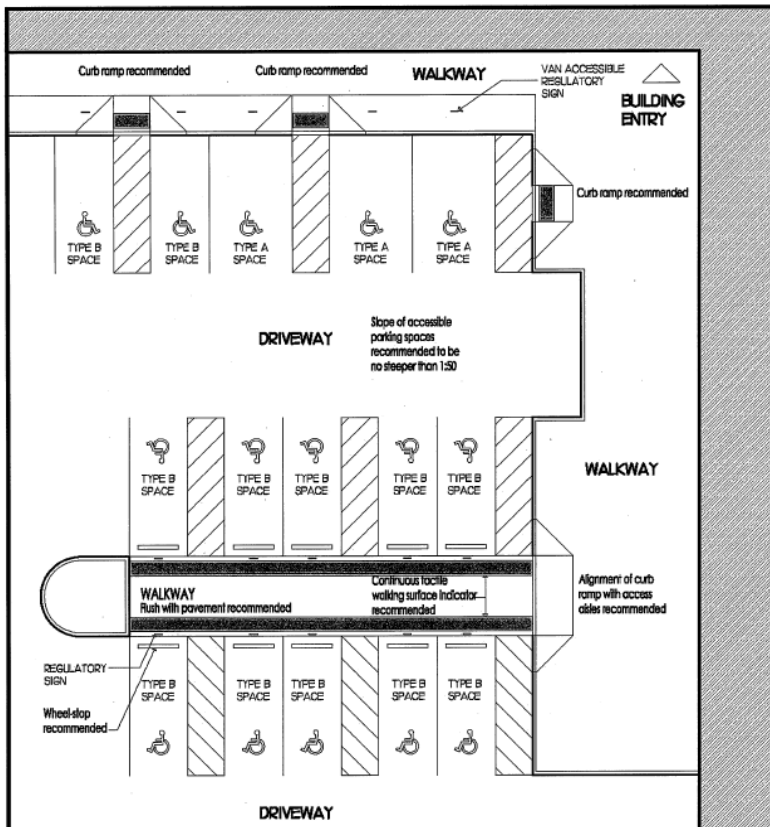 Curb ramp recommended
Curb ramp recommended
WALKWAY
VAN ACCESSIBLE
REGULATORY
SIGN
BUILDING
ENTRY
Curb ramp recommended
TYPE B
SPACE
TYPE B
SPACE
TYPE A
SPACE
TYPE A
SPACE
TYPE A
SPACE
DRIVEWAY
Slope of accessible
parking spaces
recommended to be
no steeper than 1:50
TYPE B
SPACE
TYPE B
SPACE
TYPE B
SPACE
TYPE B
SPACE
TYPE B
SPACE
WALKWAY
WALKWAY
Flush with pavement recommended
Continuous tactile
walking surface indicator
recommended
Alignment of curb
ramp with access
aisles recommended
REGULATORY
SIGN
Wheel-stop
recommended
TYPE B
SPACE
TYPE B
SPACE
TYPE B
SPACE
TYPE B
SPACE
TYPE B
SPACE
DRIVEWAY